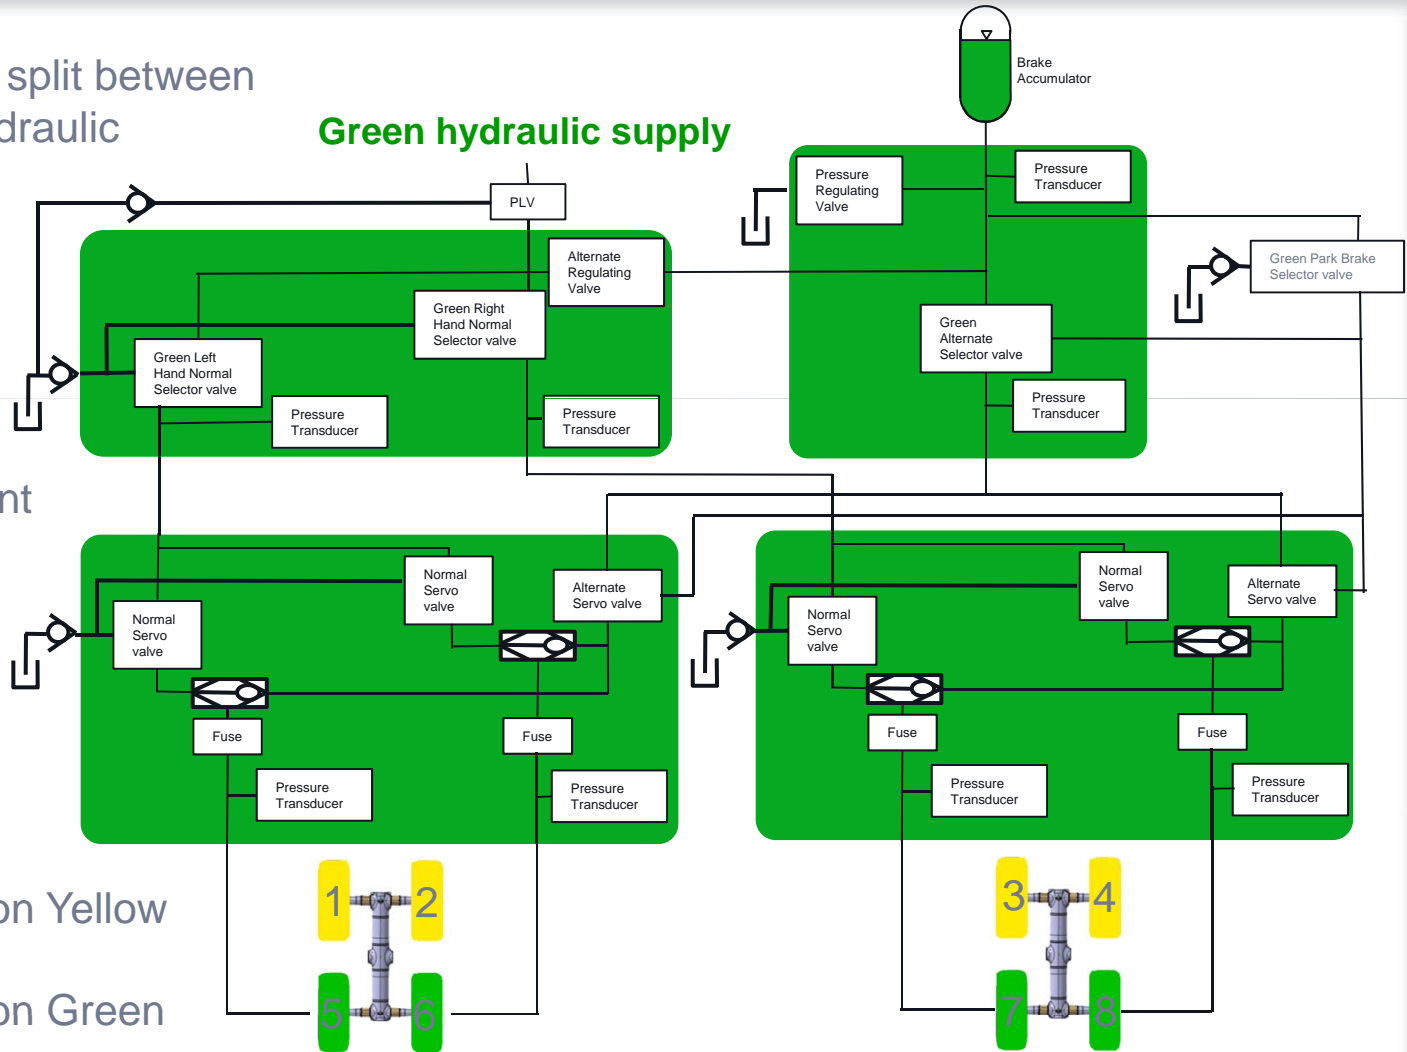 split between
draulic
Green hydraulic supply
Brake
Accumulator
PLV
Pressure
Regulating
Valve
Pressure
Transducer
Alternate
Regulating
Valve
Green Park Brake
Selector valve
Green Right
Hand Normal
Selector valve
Green
Alternate
Selector valve
Green Left
Hand Normal
Selector valve
Pressure
Transducer
Pressure
Transducer
Pressure
Transducer
nt
Normal
Servo
valve
Alternate
Servo valve
Normal
Servo
valve
Normal
Servo
valve
Alternate
Servo valve
Normal
Servo
valve
Fuse
Fuse
Fuse
Fuse
Pressure
Transducer
Pressure
Transducer
Pressure
Transducer
Pressure
Transducer
1
2
3
4
on Yellow
5
6
7
8
on Green